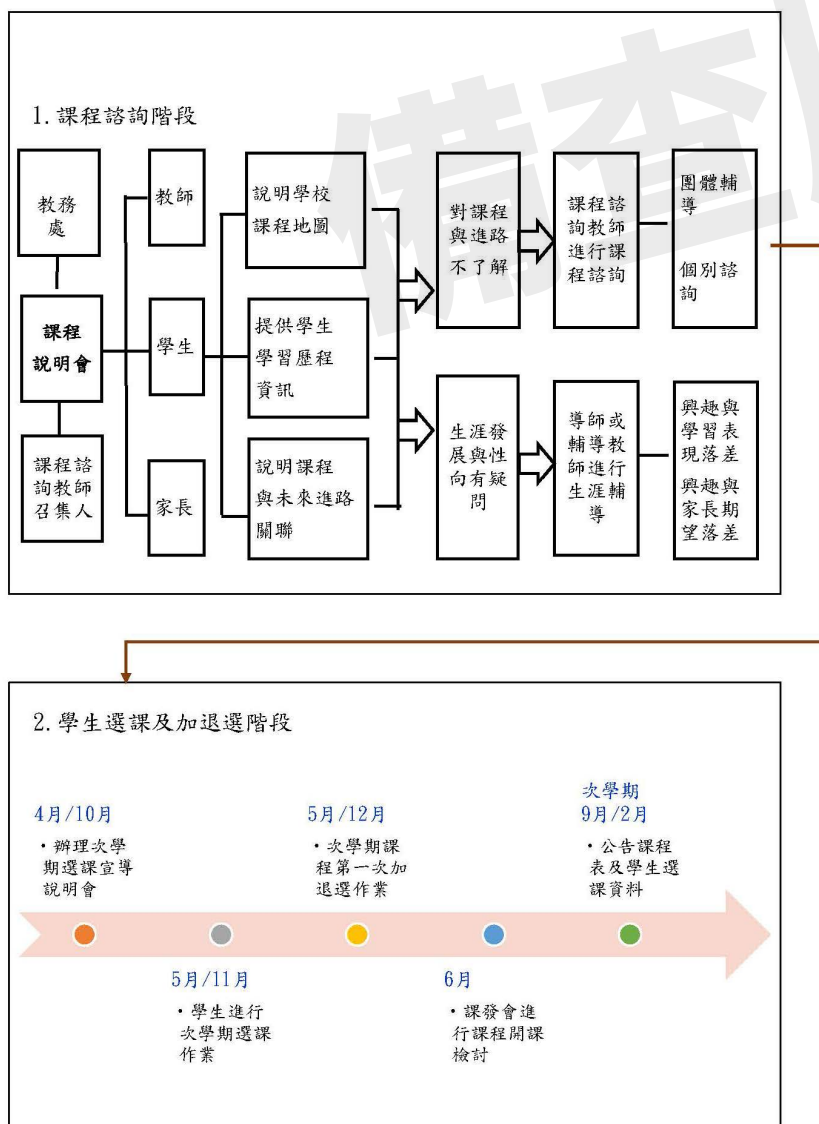 1.課程諮詢階段
教務
處
課程
說明會
課程諮
詢教師
召集人
教師
學生
家長
說明學校
課程地圖
提供學生
學習歷程
資訊
說明課程
與未來進路
關聯
對課程
與進路
不了解
生涯發
展與性
向有疑
問
課程諮
詢教師
進行課
程諮詢
導師或
輔導教
師進行
生涯輔
導
團體輔
導
個別諮
詢
興趣與
學習表
現落差
興趣與
家長期
望落差
備查
2.學生選課及加退選階段
4月/10月
•辦理次學
期選課宣導
說明會
5月/11月
•學生進行
次學期選課
作業
5月/12月
•次學期課
程第一次加
退選作業
6月
•課發會進
行課程開課
檢討
次學期
9月/2月
•公告課程
表及學生選
課資料